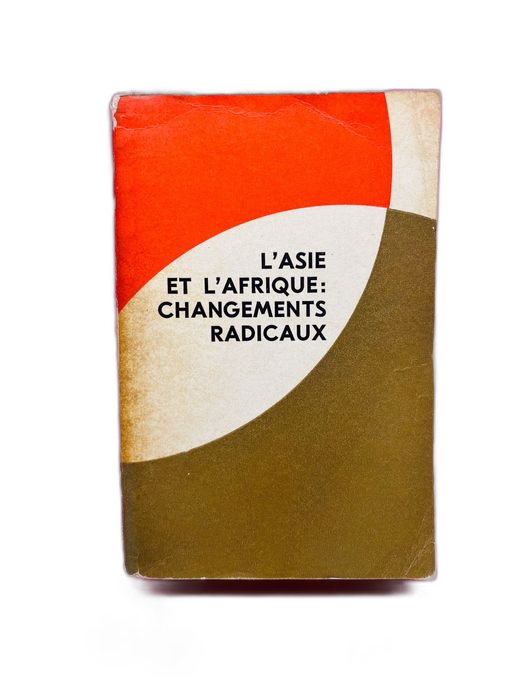 L'ASIE
ET L'AFRIQUE:
CHANGEMENTS
RADICAUX